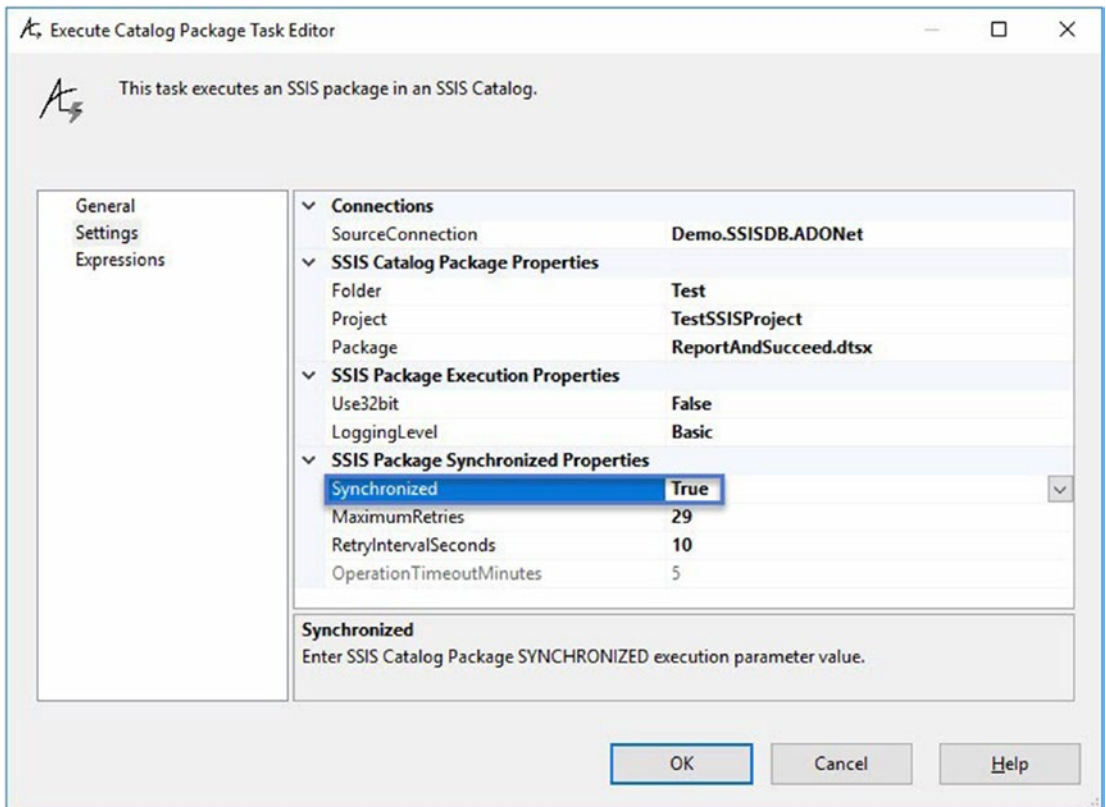 Execute Catalog Package Task Editor
This task executes an SSIS package in an SSIS Catalog.
General
Settings
Expressions
Connections
SourceConnection Demo.SSISDB.ADONet
SSIS Catalog Package Properties
Folder Test
Project TestSSISProject
Package ReportAndSucceed.dtsx
SSIS Package Execution Properties
Use32bit False
LoggingLevel Basic
SSIS Package Synchronized Properties
Synchronized True
MaximumRetries 29
RetryIntervalSeconds 10
OperationTimeoutMinutes 5
Synchronized
Enter SSIS Catalog Package SYNCHRONIZED execution parameter value.
OK Cancel Help